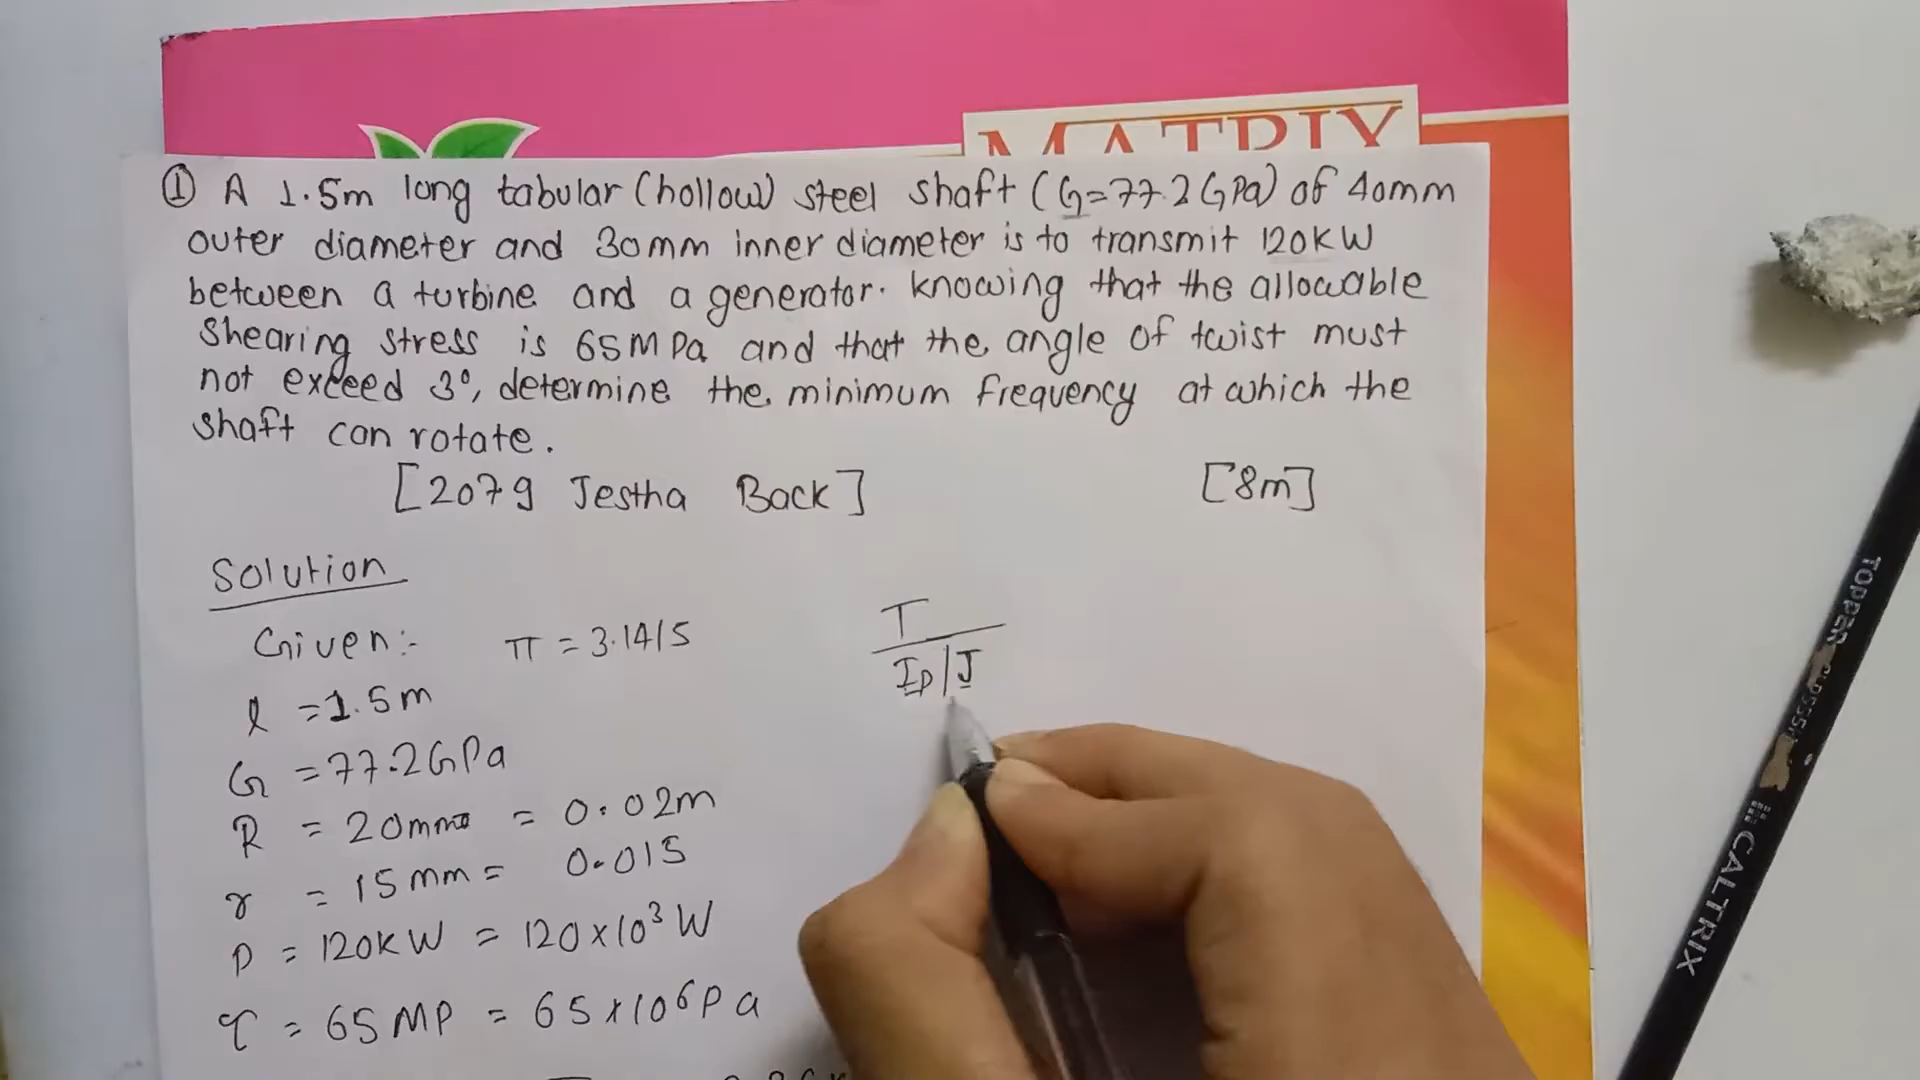 MATRIX
① A 1.5m long tabular (hollow) steel shaft (G=77.2GPa) of 40mm
outer diameter and 30mm inner diameter is to transmit 120KW
between a turbine and a generator. knowing that the allowable
shearing stress is 65MPa and that the angle of twist must
not exceed 3°, determine the minimum frequency at which the
shaft can rotate.
[2079 Jestha Back] [8m]
Solution
Given:- π = 3.1415
l = 1.5m
G = 77.2GPa
R = 20mm = 0.02m
r = 15mm = 0.015
P = 120KW = 120×10³ W
τ = 65MP = 65×10⁶Pa
T
Ip/J
TOPPER
CALTRIX